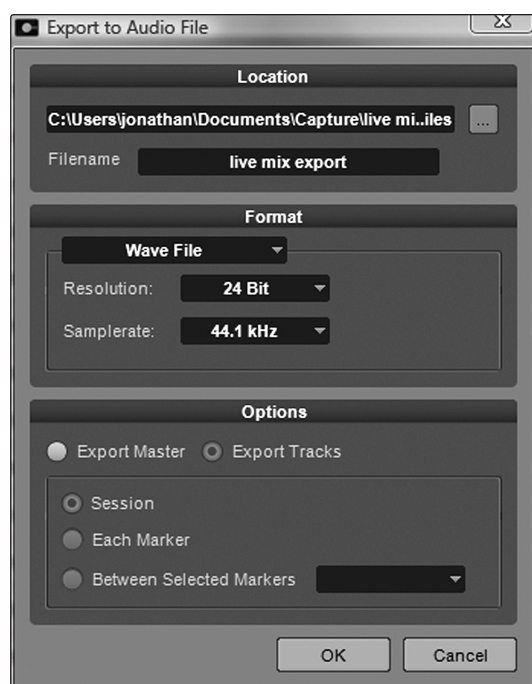 Export to Audio File
Location
C:\Users\jonathan\Documents\Capture\live mi..iles
...
Filename live mix export
Format
Wave File
Resolution: 24 Bit
Samplerate: 44.1 kHz
Options
Export Master Export Tracks
Session
Each Marker
Between Selected Markers
OK Cancel